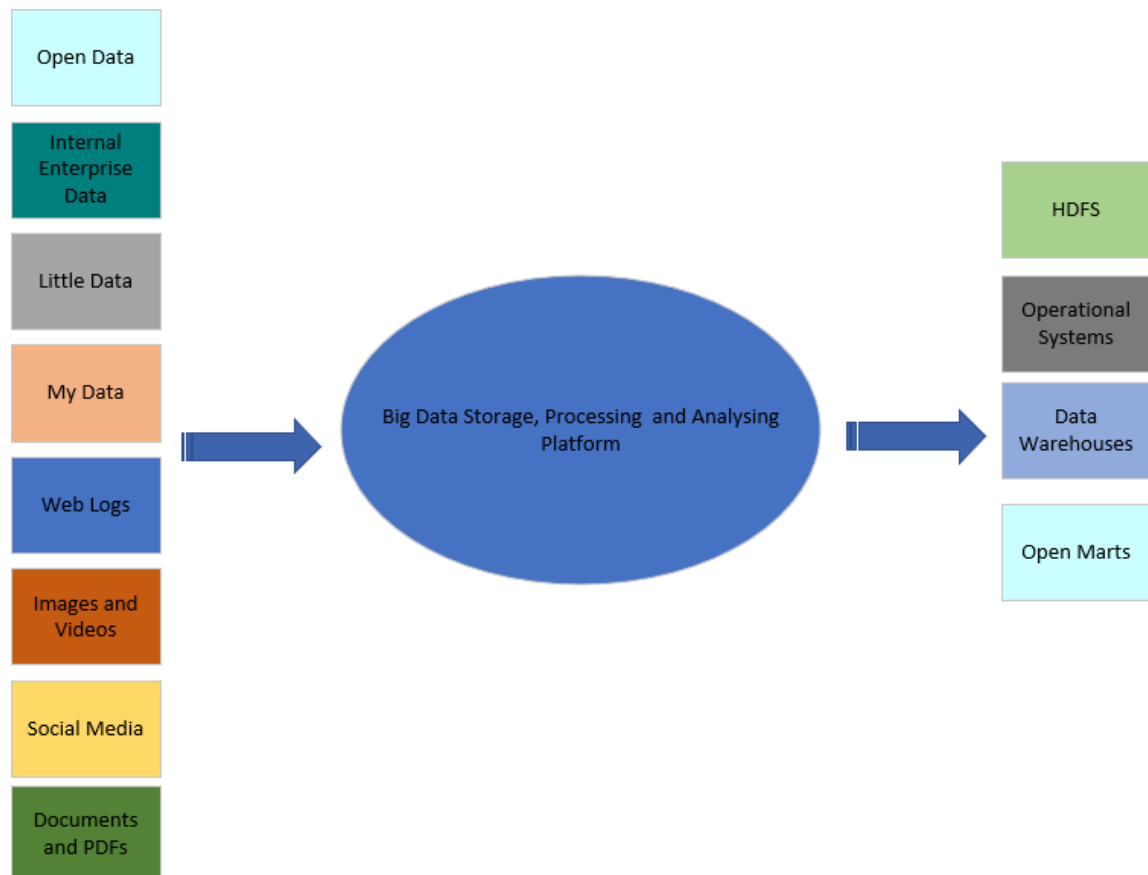 Open Data
Internal
Enterprise
Data
Little Data
My Data
Web Logs
Images and
Videos
Social Media
Documents
and PDFs
Big Data Storage, Processing  and Analysing
Platform
HDFS
Operational
Systems
Data
Warehouses
Open Marts